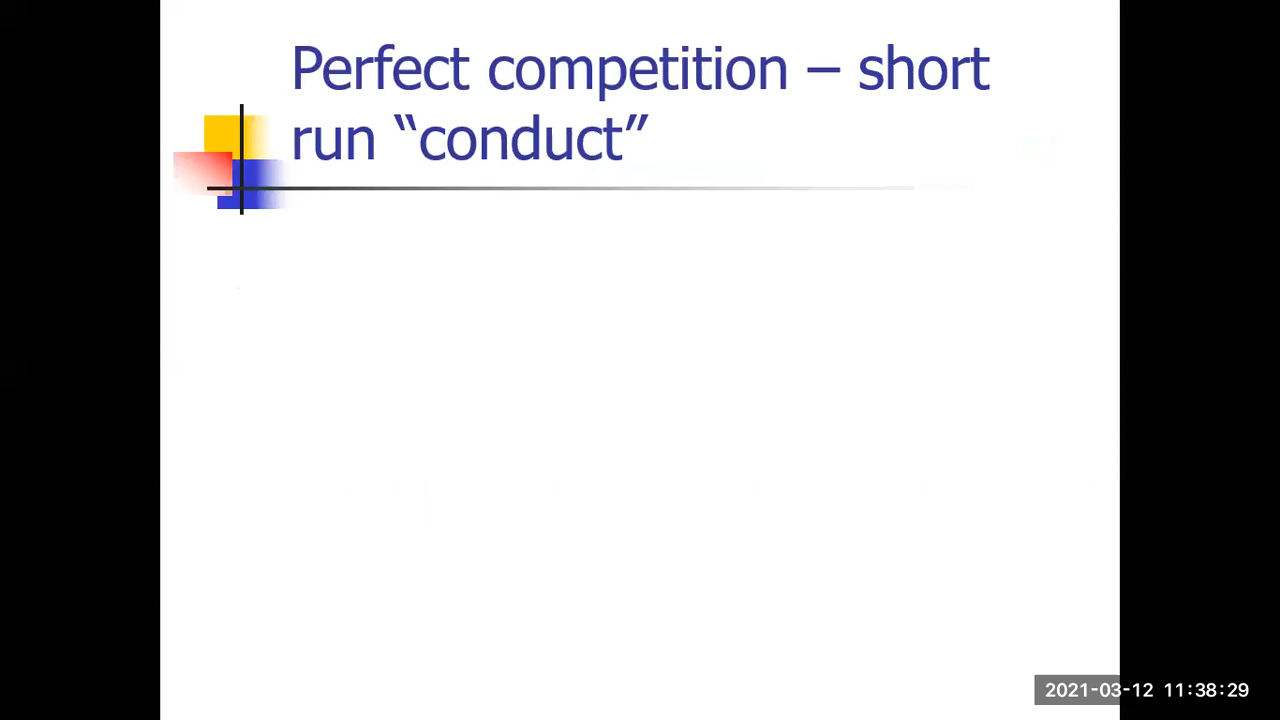 Perfect competition – short
run “conduct”
2021-03-12 11:38:29